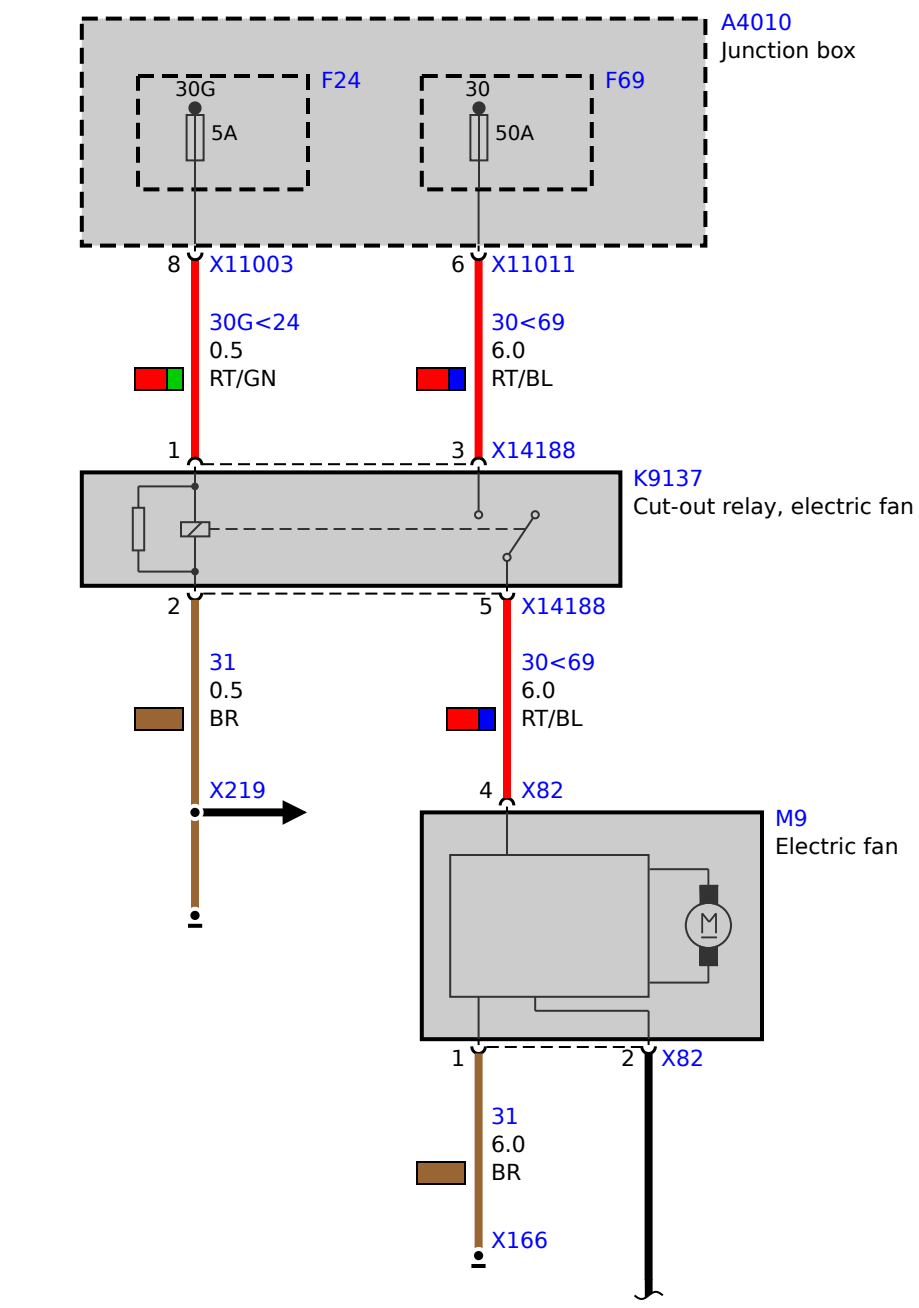 A4010
Junction box
F24
F69
30G
30
5A
50A
8 X11003
6 X11011
30G<24
0.5
RT/GN
30<69
6.0
RT/BL
1
3 X14188
K9137
Cut-out relay, electric fan
2
5 X14188
31
0.5
BR
30<69
6.0
RT/BL
X219
4 X82
M9
Electric fan
M
1
2 X82
31
6.0
BR
X166